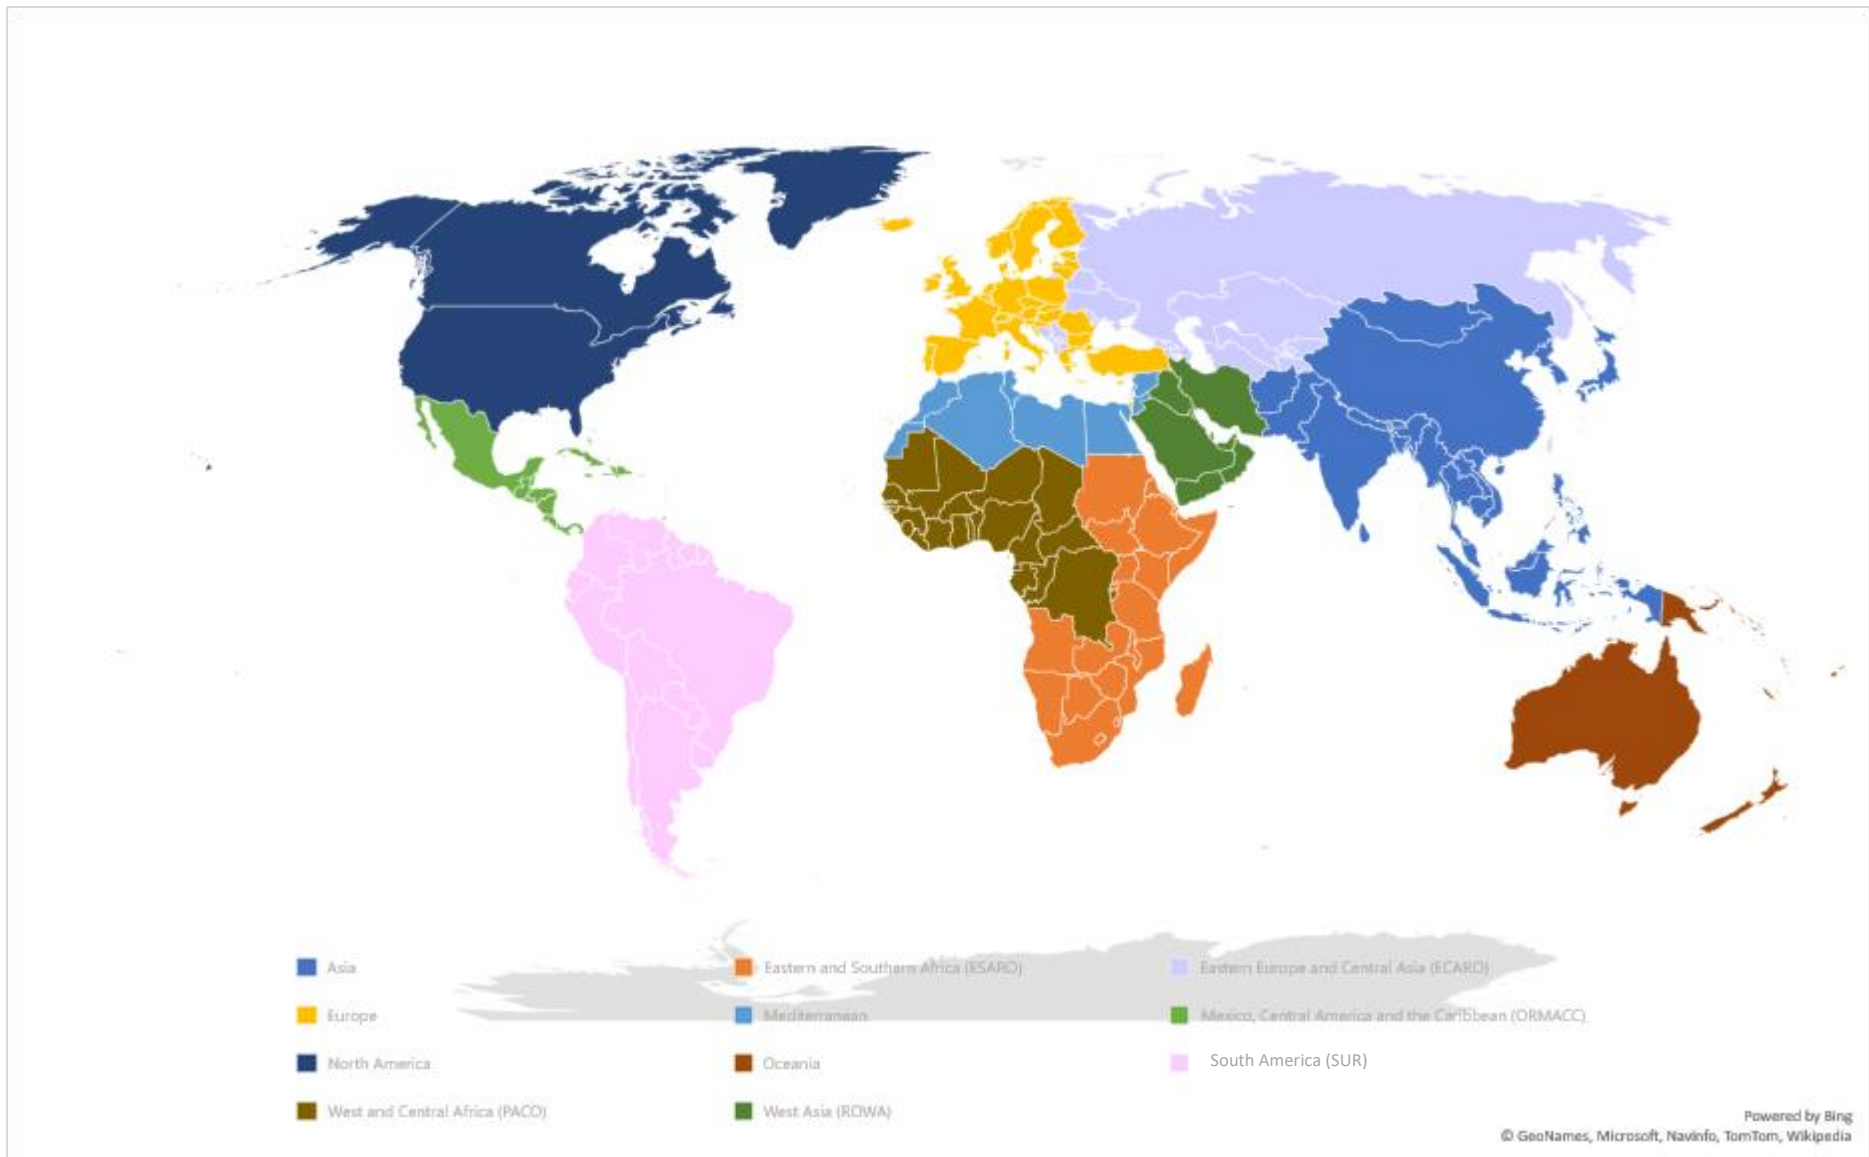 Asia
Eastern and Southern Africa (ESARO)
Eastern Europe and Central Asia (ECARO)
Europe
Mediterranean
Mexico, Central America and the Caribbean (ORMACC)
North America
Oceania
South America (SUR)
West and Central Africa (PACO)
West Asia (ROWA)
Powered by Bing
© GeoNames, Microsoft, Navinfo, TomTom, Wikipedia